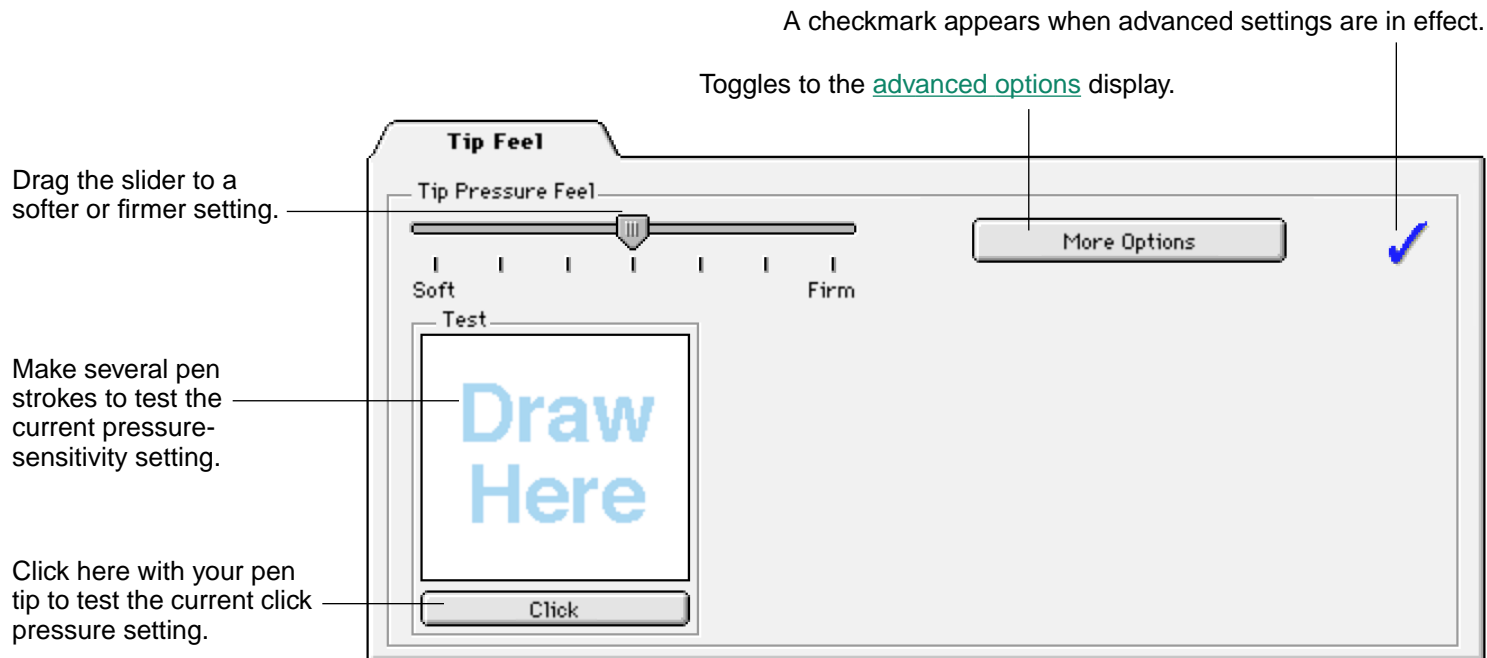 A checkmark appears when advanced settings are in effect.
Toggles to the advanced options display.
Tip Feel
Drag the slider to a
softer or firmer setting.
Tip Pressure Feel
More Options
Soft
Firm
Test
Make several pen
strokes to test the
current pressure-
sensitivity setting.
Draw
Here
Click here with your pen
tip to test the current click
pressure setting.
Click